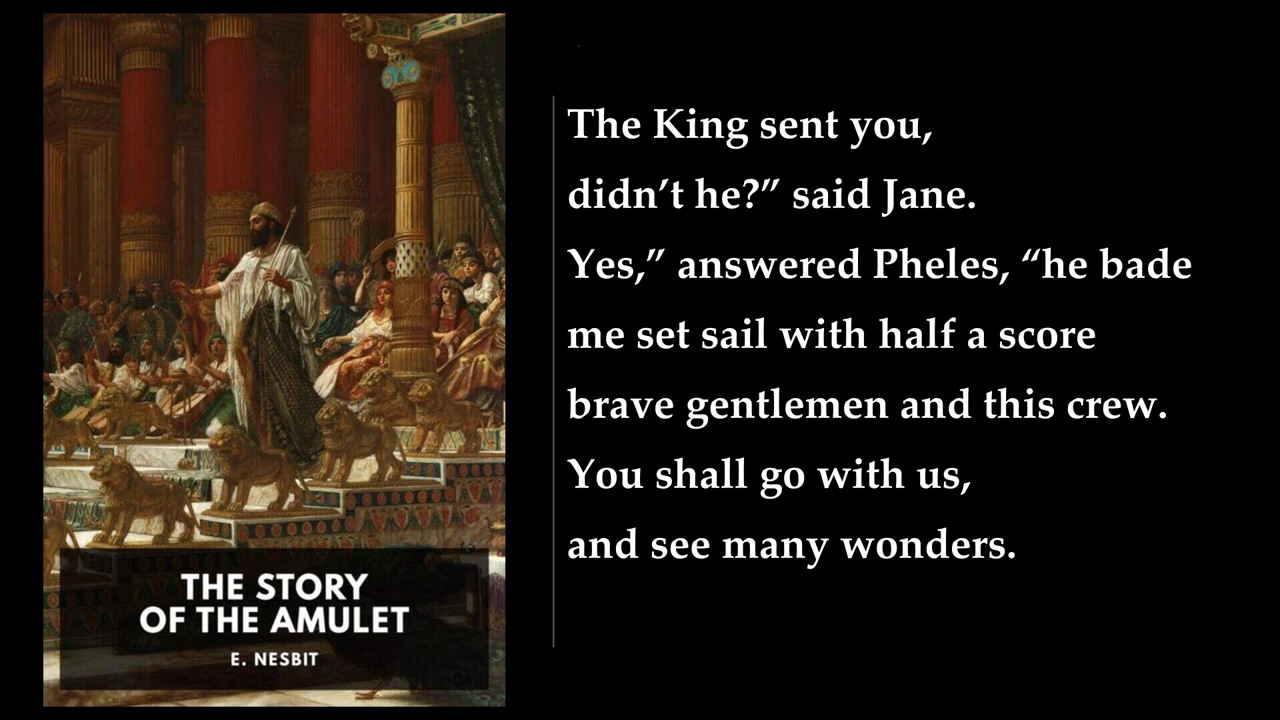 THE STORY
OF THE AMULET
E. NESBIT
The King sent you,
didn’t he?” said Jane.
Yes,” answered Pheles, “he bade
me set sail with half a score
brave gentlemen and this crew.
You shall go with us,
and see many wonders.